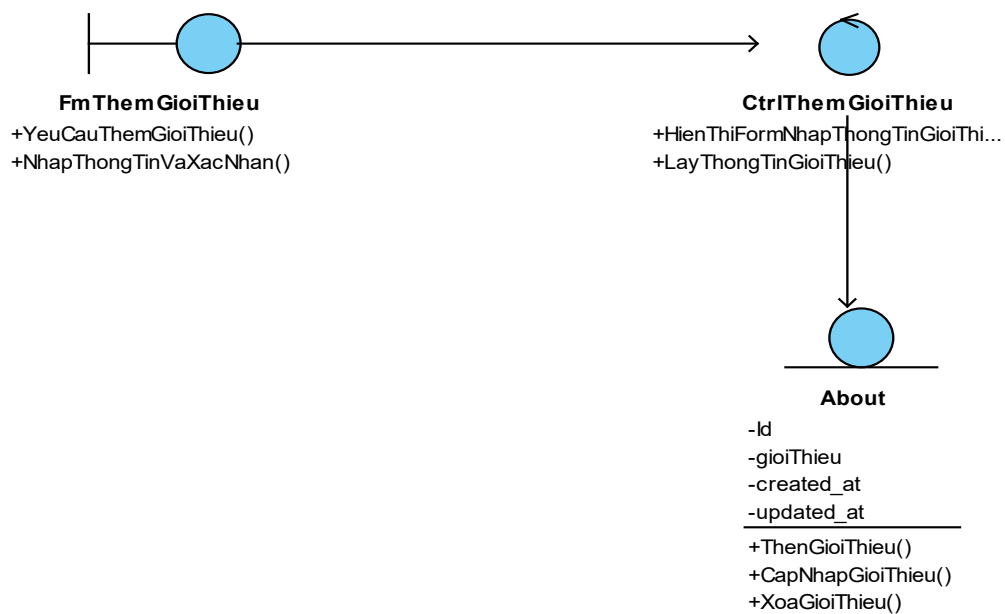 FmThemGioiThieu
+YeuCauThemGioiThieu()
+NhapThongTinVaXacNhan()
CtrlThemGioiThieu
+HienThiFormNhapThongTinGioiThi...
+LayThongTinGioiThieu()
About
-Id
-gioiThieu
-created_at
-updated_at
+ThenGioiThieu()
+CapNhapGioiThieu()
+XoaGioiThieu()